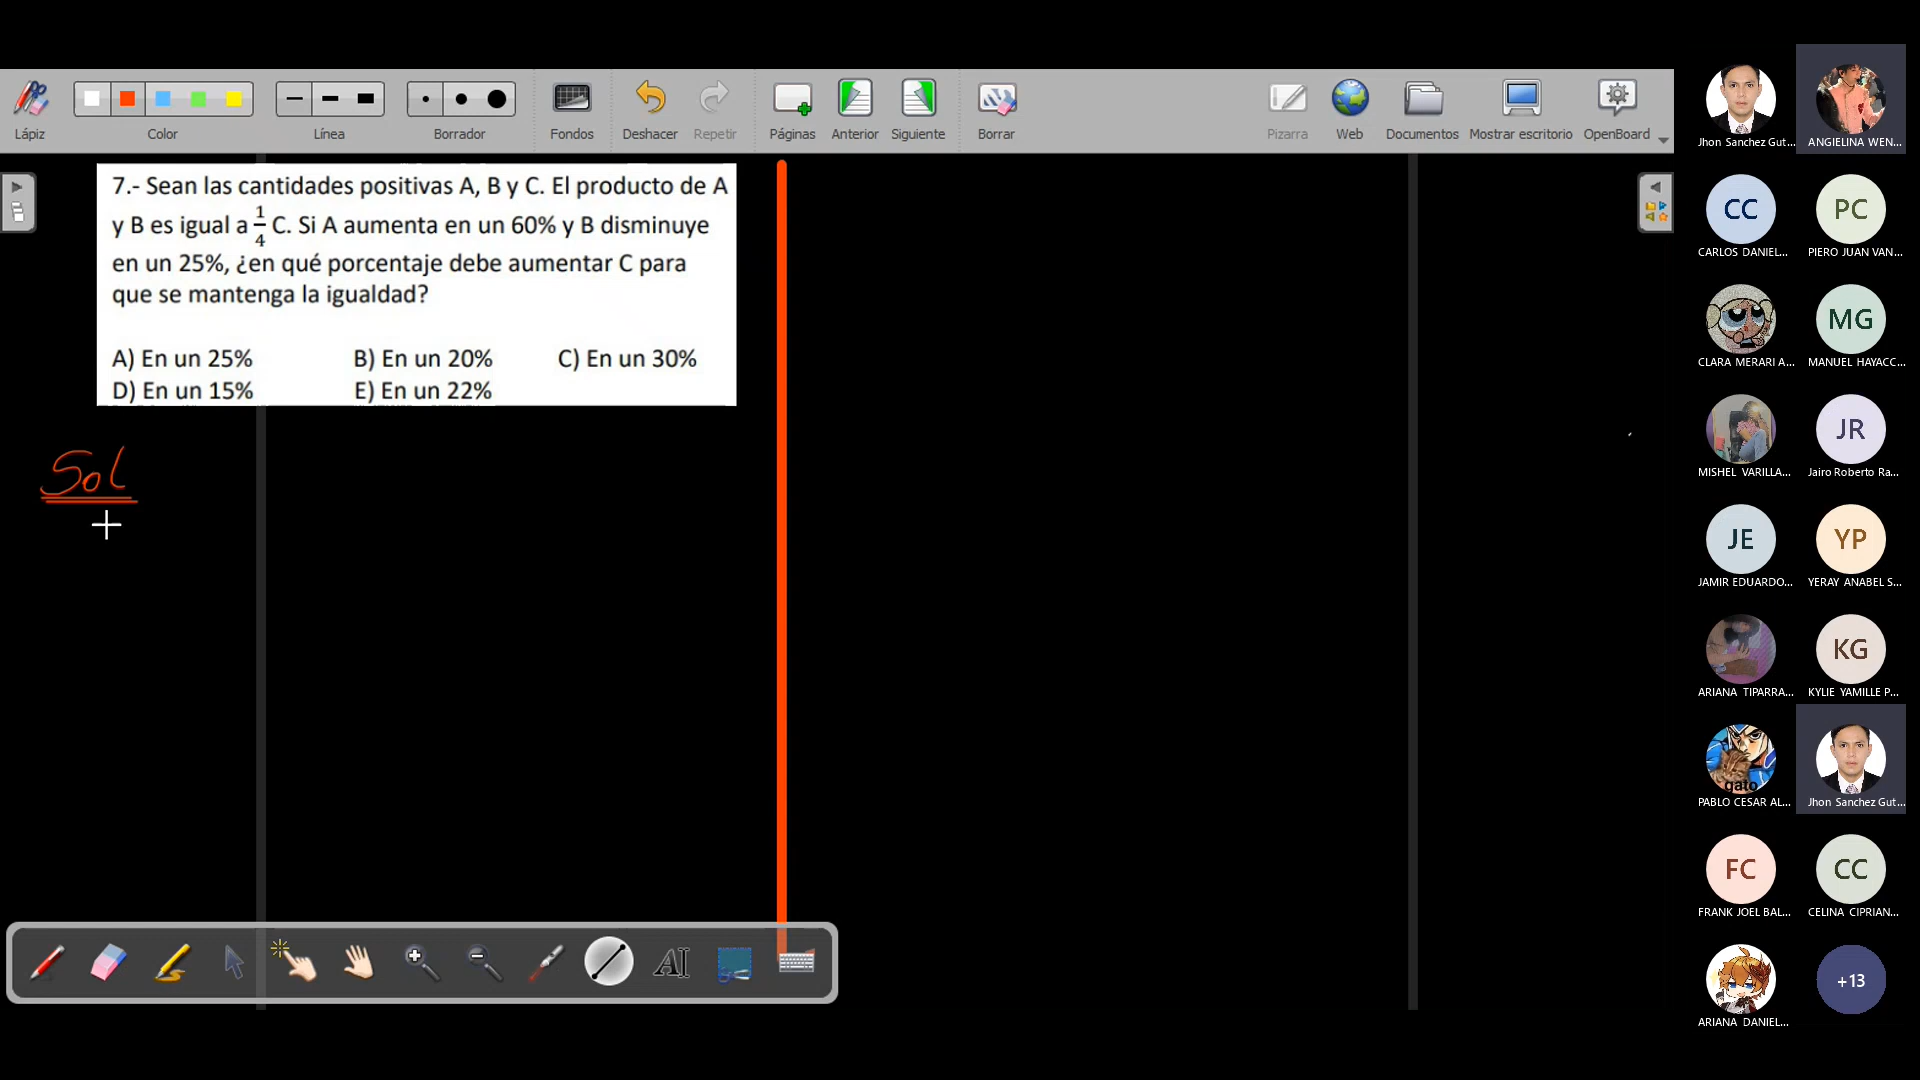 Lápiz
Color
Línea
Borrador
Fondos
Deshacer
Repetir
Páginas
Anterior
Siguiente
Borrar
Pizarra
Web
Documentos
Mostrar escritorio
OpenBoard
7.- Sean las cantidades positivas A, B y C. El producto de A
y B es igual a 1/4 C. Si A aumenta en un 60% y B disminuye
en un 25%, ¿en qué porcentaje debe aumentar C para
que se mantenga la igualdad?
A) En un 25% B) En un 20% C) En un 30%
D) En un 15% E) En un 22%
Sol
AI
Jhon Sanchez Gut...
ANGIELINA WEN...
CC
CARLOS DANIEL...
PC
PIERO JUAN VAN...
CLARA MERARI A...
MG
MANUEL HAYACC...
MISHEL VARILLA...
JR
Jairo Roberto Ra...
JE
JAMIR EDUARDO...
YP
YERAY ANABEL S...
ARIANA TIPARRA...
KG
KYLIE YAMILLE P...
gato
PABLO CESAR AL...
Jhon Sanchez Gut...
FC
FRANK JOEL BAL...
CC
CELINA CIPRIAN...
ARIANA DANIEL...
+13